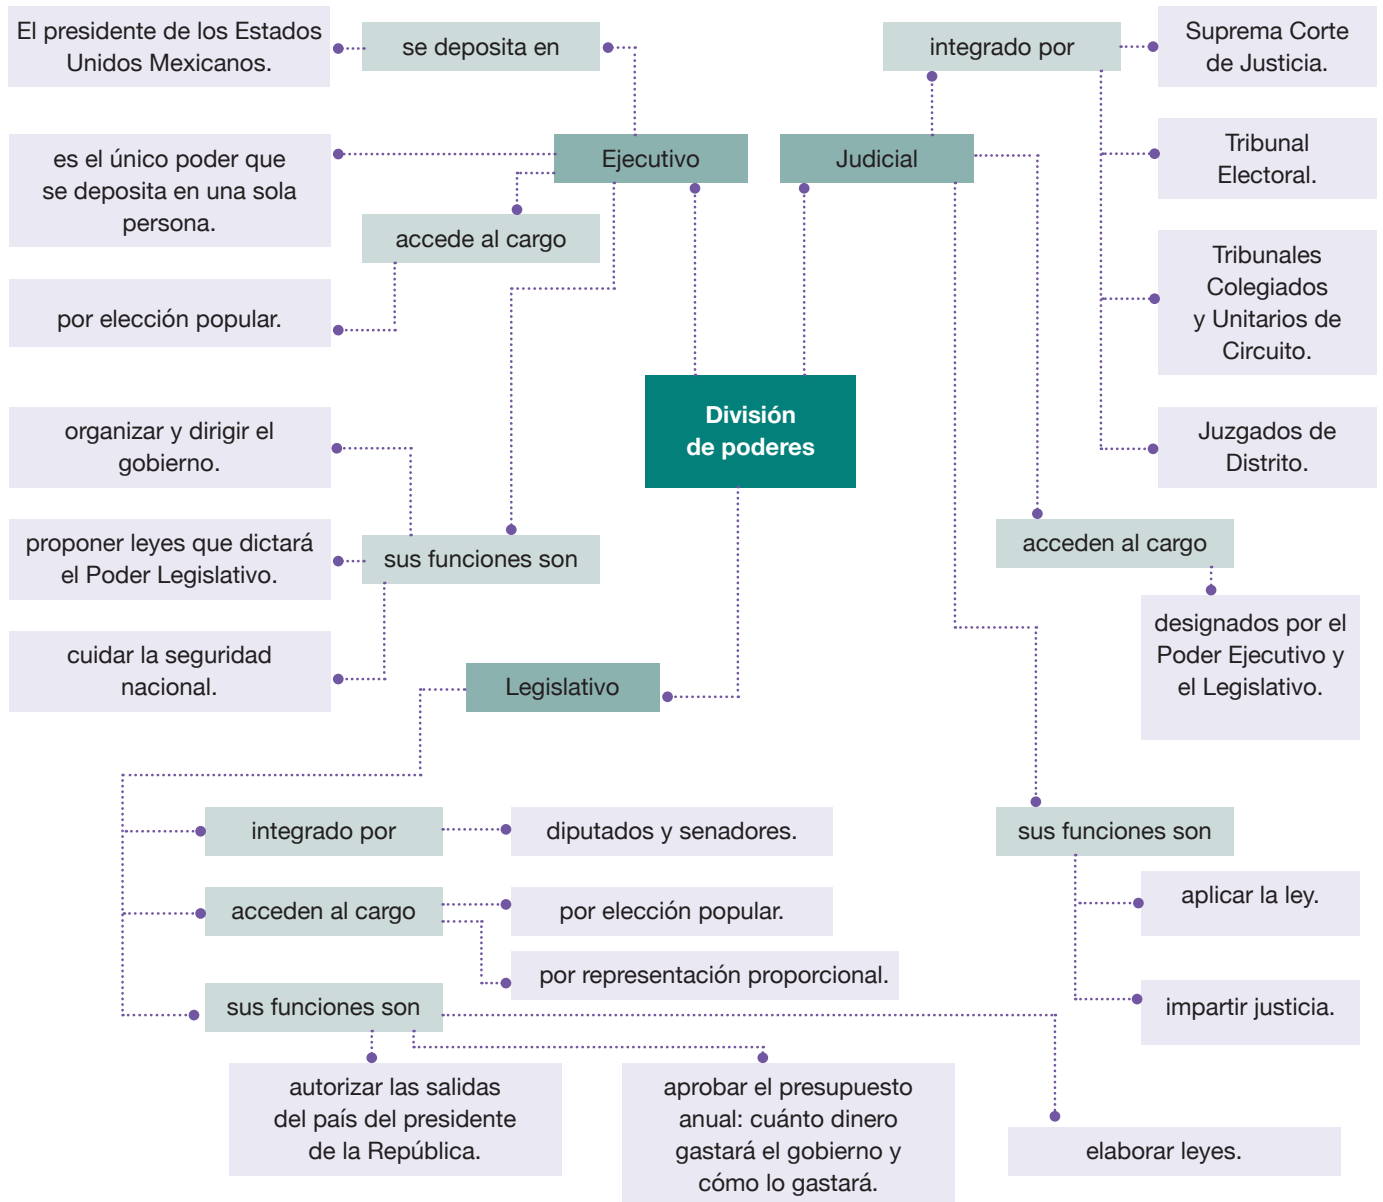 El presidente de los Estados
Unidos Mexicanos.
se deposita en
integrado por
Suprema Corte
de Justicia.
es el único poder que
se deposita en una sola
persona.
Ejecutivo
Judicial
Tribunal
Electoral.
accede al cargo
por elección popular.
Tribunales
Colegiados
y Unitarios de
Circuito.
División
de poderes
organizar y dirigir el
gobierno.
Juzgados de
Distrito.
proponer leyes que dictará
el Poder Legislativo.
sus funciones son
acceden al cargo
cuidar la seguridad
nacional.
Legislativo
designados por el
Poder Ejecutivo y
el Legislativo.
integrado por
diputados y senadores.
sus funciones son
acceden al cargo
por elección popular.
aplicar la ley.
por representación proporcional.
sus funciones son
impartir justicia.
autorizar las salidas
del país del presidente
de la República.
aprobar el presupuesto
anual: cuánto dinero
gastará el gobierno y
cómo lo gastará.
elaborar leyes.